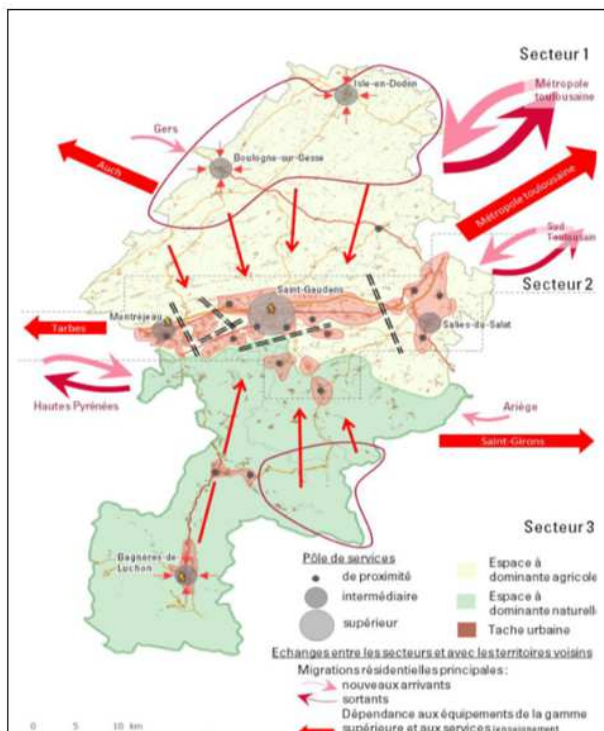 Secteur 1
Isle-en-Dodon
Métropole
toulousaine
Gers
Boulogne-sur-Gesse
Auch
Métropole toulousaine
Sud
Toulousain
Saint-Gaudens
Secteur 2
Montréjeau
Salies-du-Salat
Tarbes
Hautes Pyrénées
Ariège
Saint-Girons
Secteur 3
Bagnères-de-
Luchon
Pôle de services
de proximité
intermédiaire
supérieur
Espace à
dominante agricole
Espace à
dominante naturelle
Tache urbaine
Echanges entre les secteurs et avec les territoires voisins
Migrations résidentielles principales :
nouveaux arrivants
sortants
Dépendance aux équipements de la gamme
supérieure et aux services (enseignement
0 5 10 km